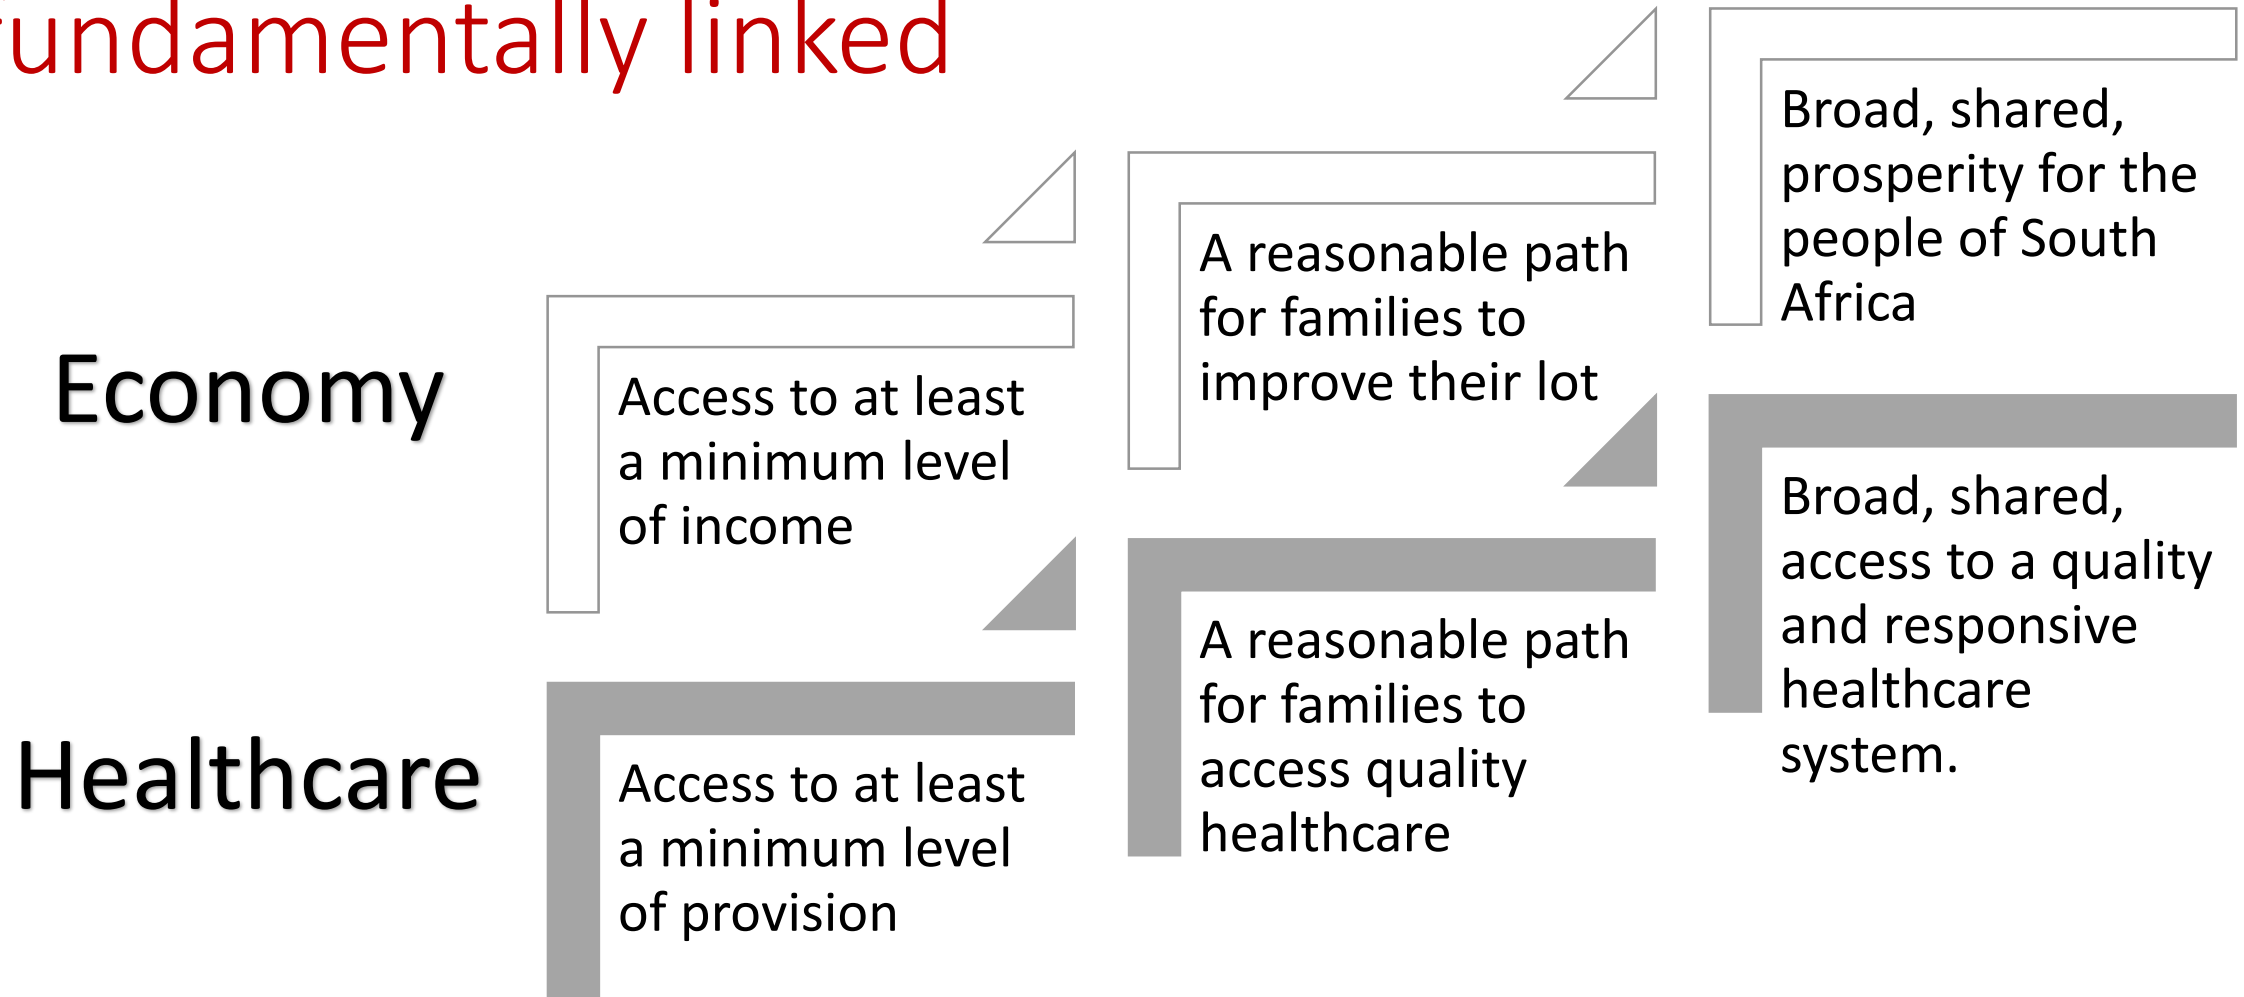 fundamentally linked
Economy
Access to at least
a minimum level
of income
A reasonable path
for families to
improve their lot
Broad, shared,
prosperity for the
people of South
Africa
Healthcare
Access to at least
a minimum level
of provision
A reasonable path
for families to
access quality
healthcare
Broad, shared,
access to a quality
and responsive
healthcare
system.